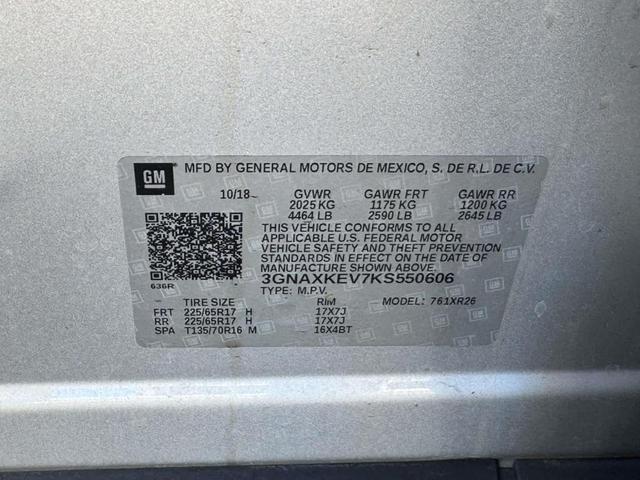 GM
MFD BY GENERAL MOTORS DE MEXICO, S. DE R.L. DE C.V.
10/18 GVWR GAWR FRT GAWR RR
2025 KG 1175 KG 1200 KG
4464 LB 2590 LB 2645 LB
THIS VEHICLE CONFORMS TO ALL
APPLICABLE U.S. FEDERAL MOTOR
VEHICLE SAFETY AND THEFT PREVENTION
STANDARDS IN EFFECT ON THE DATE OF
MANUFACTURE SHOWN ABOVE.
3GNAXKEV7KS550606
636R
TYPE: M.P.V.
TIRE SIZE RIM MODEL: 761XR26
FRT 225/65R17 H 17X7J
RR 225/65R17 H 17X7J
SPA T135/70R16 M 16X4BT